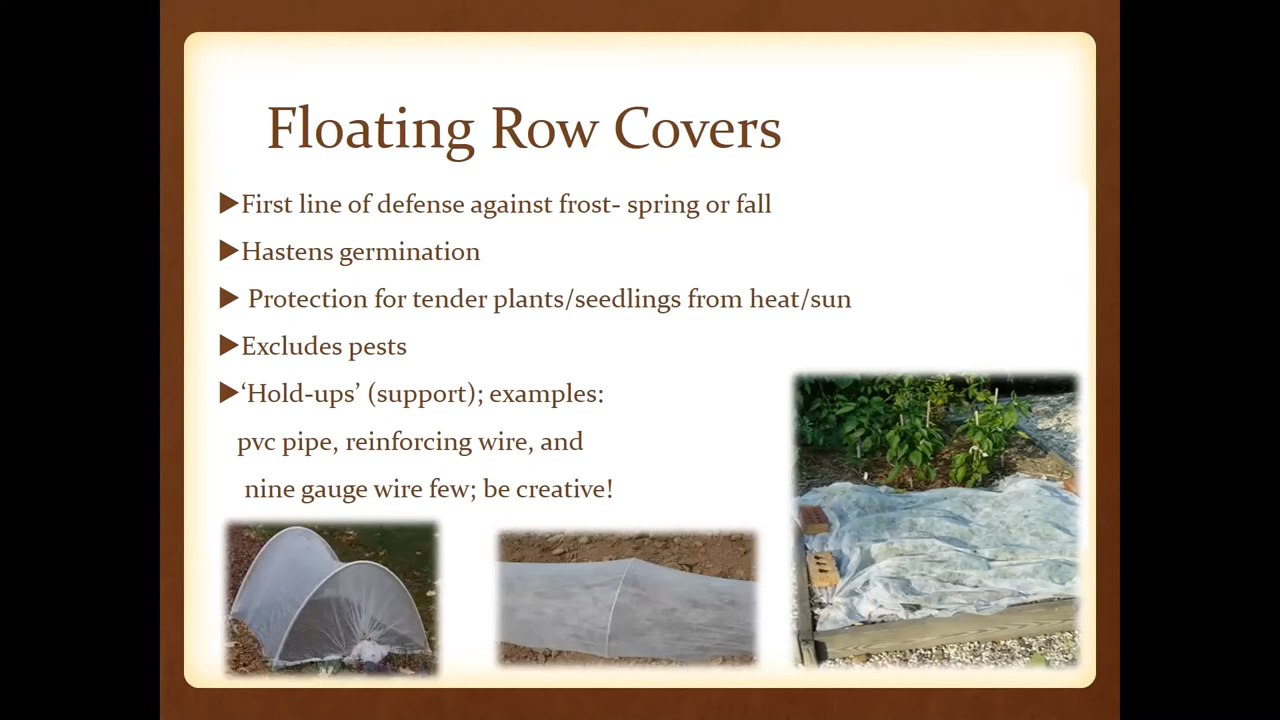 Floating Row Covers
▶First line of defense against frost- spring or fall
▶Hastens germination
▶ Protection for tender plants/seedlings from heat/sun
▶Excludes pests
▶‘Hold-ups’ (support); examples:
pvc pipe, reinforcing wire, and
nine gauge wire few; be creative!